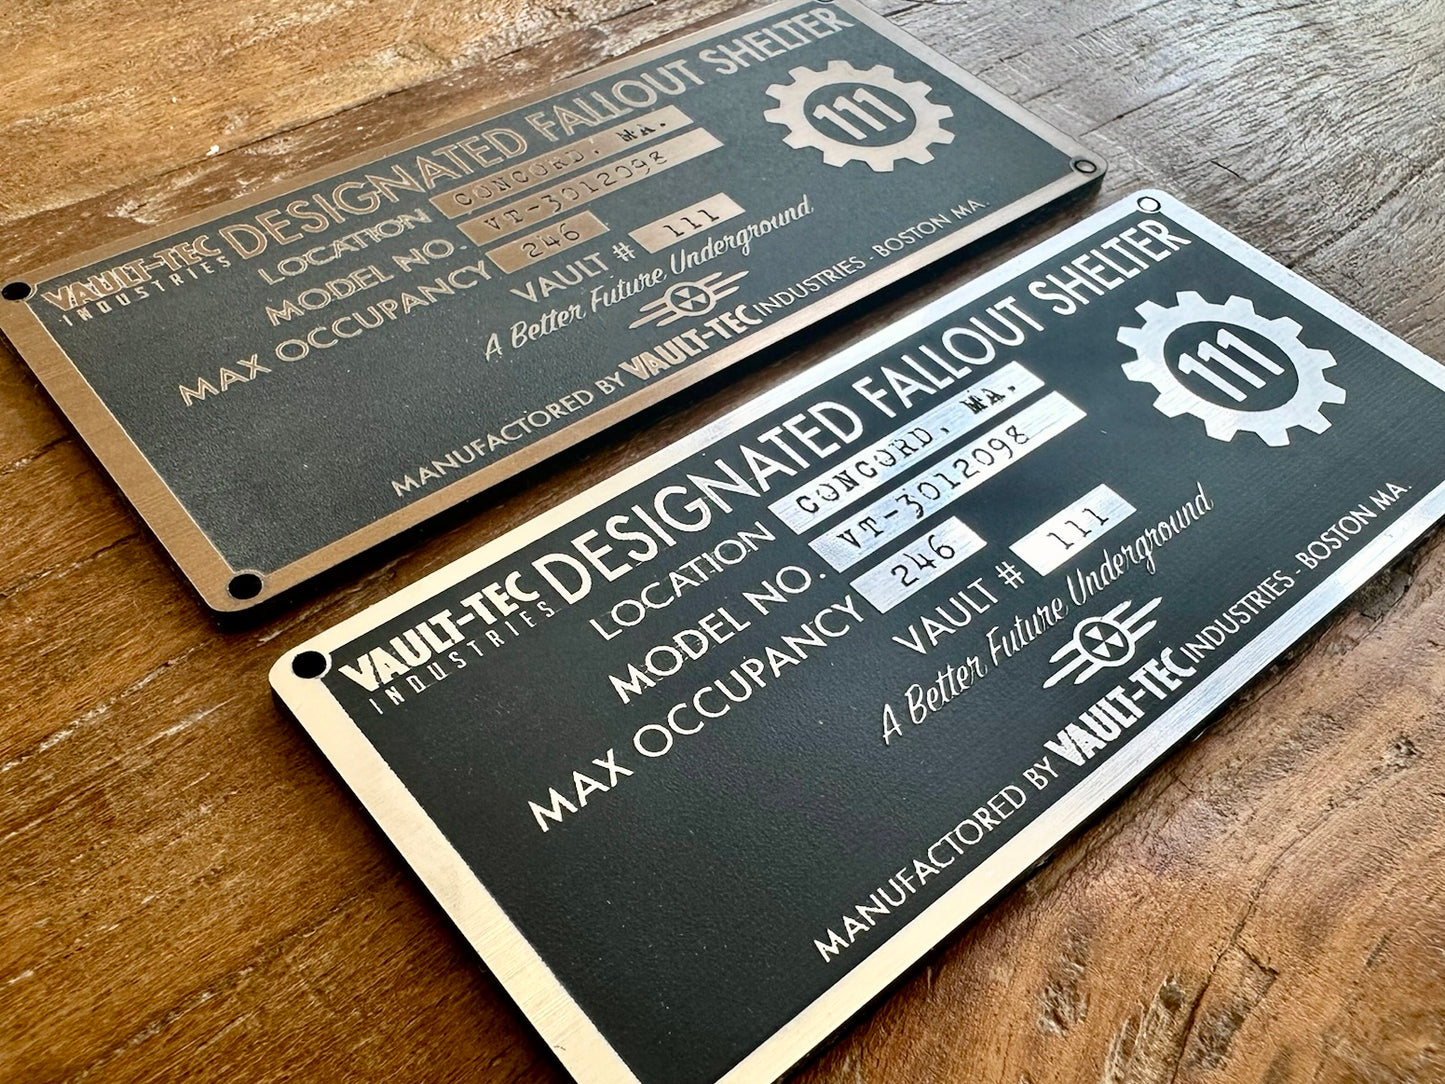 VAULT-TEC
INDUSTRIES
DESIGNATED FALLOUT SHELTER
LOCATION CONCORD, MA.
MODEL NO. VT-3012098
MAX OCCUPANCY 246 VAULT # 111
A Better Future Underground
MANUFACTORED BY VAULT-TEC INDUSTRIES - BOSTON MA.
111
VAULT-TEC
INDUSTRIES
DESIGNATED FALLOUT SHELTER
LOCATION CONCORD, MA.
MODEL NO. VT-3012098
MAX OCCUPANCY 246 VAULT # 111
A Better Future Underground
MANUFACTORED BY VAULT-TEC INDUSTRIES - BOSTON MA.
111